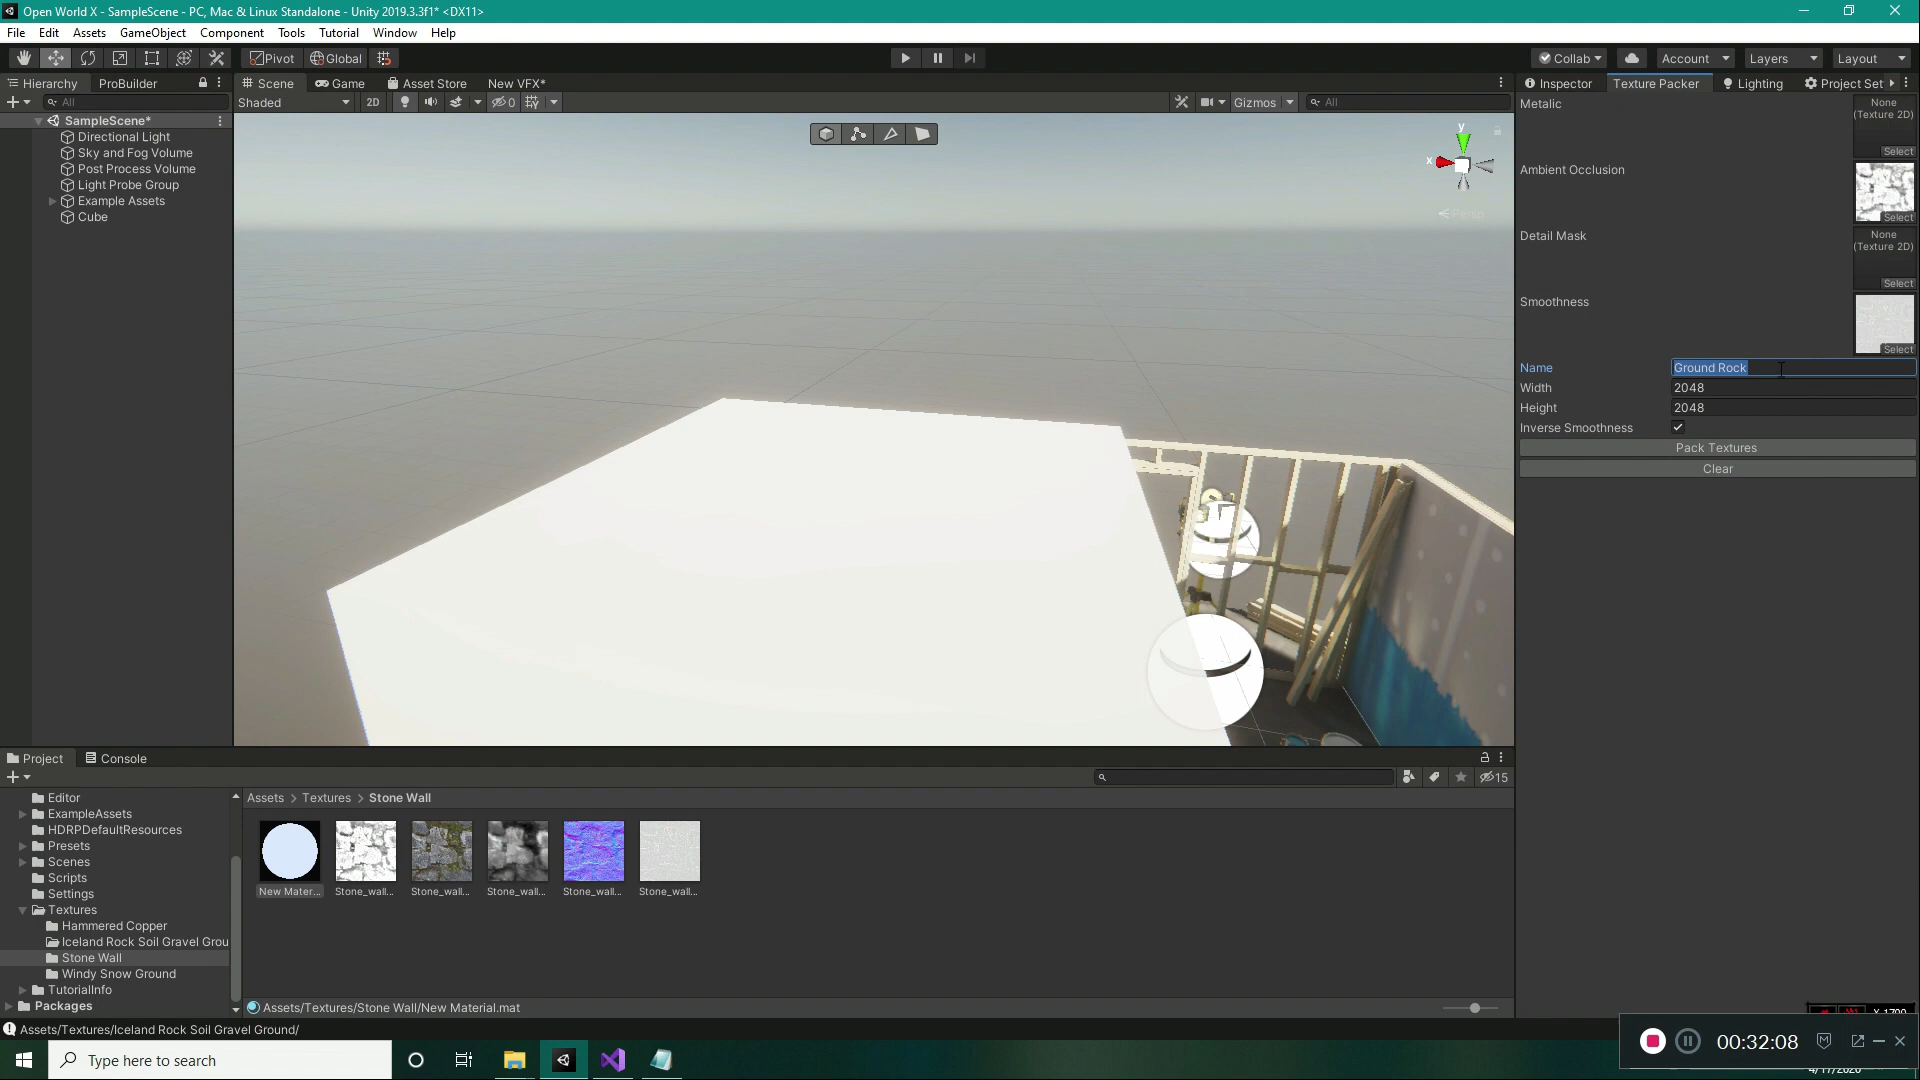 Open World X - SampleScene - PC, Mac & Linux Standalone - Unity 2019.3.3f1* <DX11>
File Edit Assets GameObject Component Tools Tutorial Window Help
Pivot Global Collab Account Layers Layout
Hierarchy ProBuilder Scene Game Asset Store New VFX* Inspector Texture Packer Lighting Project Set
All Shaded 2D 0 Gizmos All
SampleScene*
Directional Light
Sky and Fog Volume
Post Process Volume
Light Probe Group
Example Assets
Cube
y
x
Persp
Metalic
None
(Texture 2D)
Select
Ambient Occlusion
Select
Detail Mask
None
(Texture 2D)
Select
Smoothness
Select
Name Ground Rock
Width 2048
Height 2048
Inverse Smoothness
Pack Textures
Clear
Project Console
15
Editor
ExampleAssets
HDRPDefaultResources
Presets
Scenes
Scripts
Settings
Textures
Hammered Copper
Iceland Rock Soil Gravel Grou
Stone Wall
Windy Snow Ground
TutorialInfo
Packages
Assets > Textures > Stone Wall
New Mater... Stone_wall... Stone_wall... Stone_wall... Stone_wall... Stone_wall...
Assets/Textures/Stone Wall/New Material.mat
Assets/Textures/Iceland Rock Soil Gravel Ground/
Type here to search
00:32:08